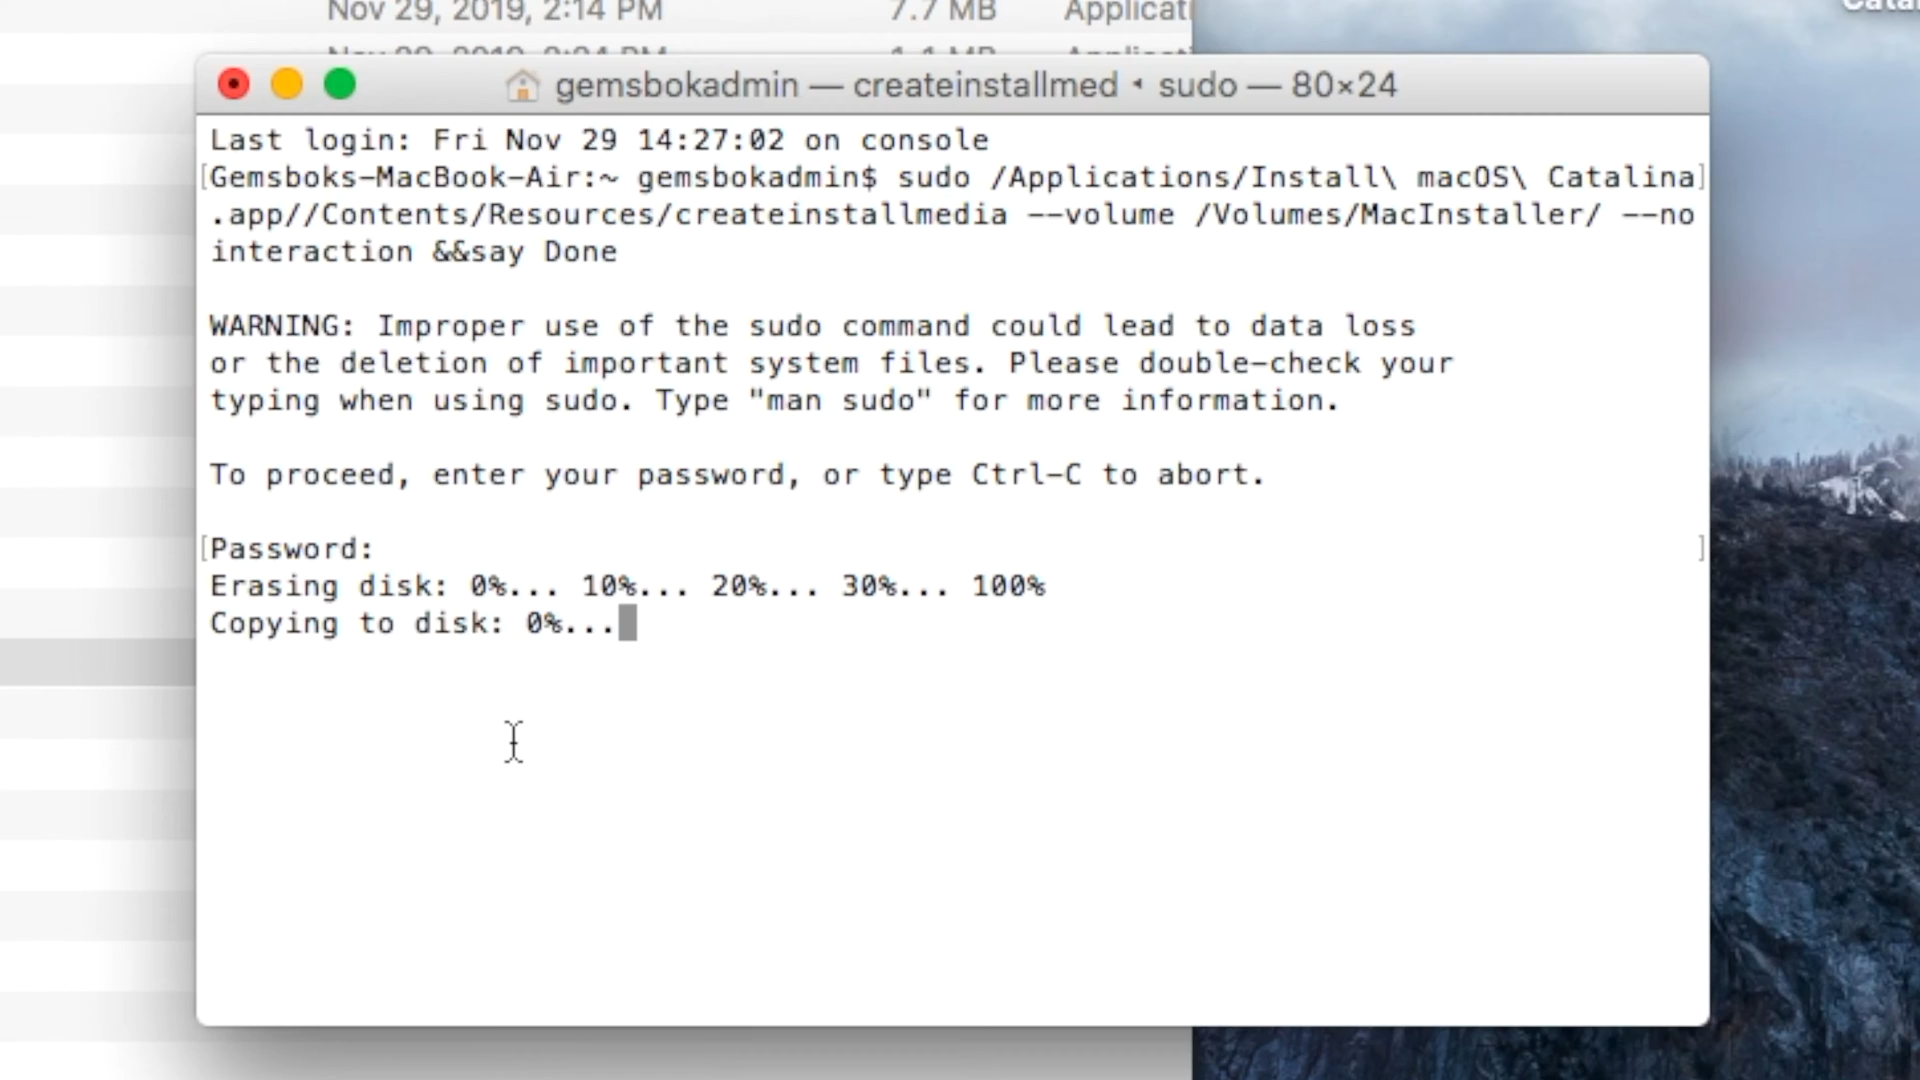 Nov 29, 2019, 2:14 PM 7.7 MB Applicati
gemsbokadmin — createinstallmed ◂ sudo — 80×24
Last login: Fri Nov 29 14:27:02 on console
[Gemsboks-MacBook-Air:~ gemsbokadmin$ sudo /Applications/Install\ macOS\ Catalina]
.app//Contents/Resources/createinstallmedia --volume /Volumes/MacInstaller/ --no
interaction &&say Done
WARNING: Improper use of the sudo command could lead to data loss
or the deletion of important system files. Please double-check your
typing when using sudo. Type "man sudo" for more information.
To proceed, enter your password, or type Ctrl-C to abort.
[Password: ]
Erasing disk: 0%... 10%... 20%... 30%... 100%
Copying to disk: 0%...